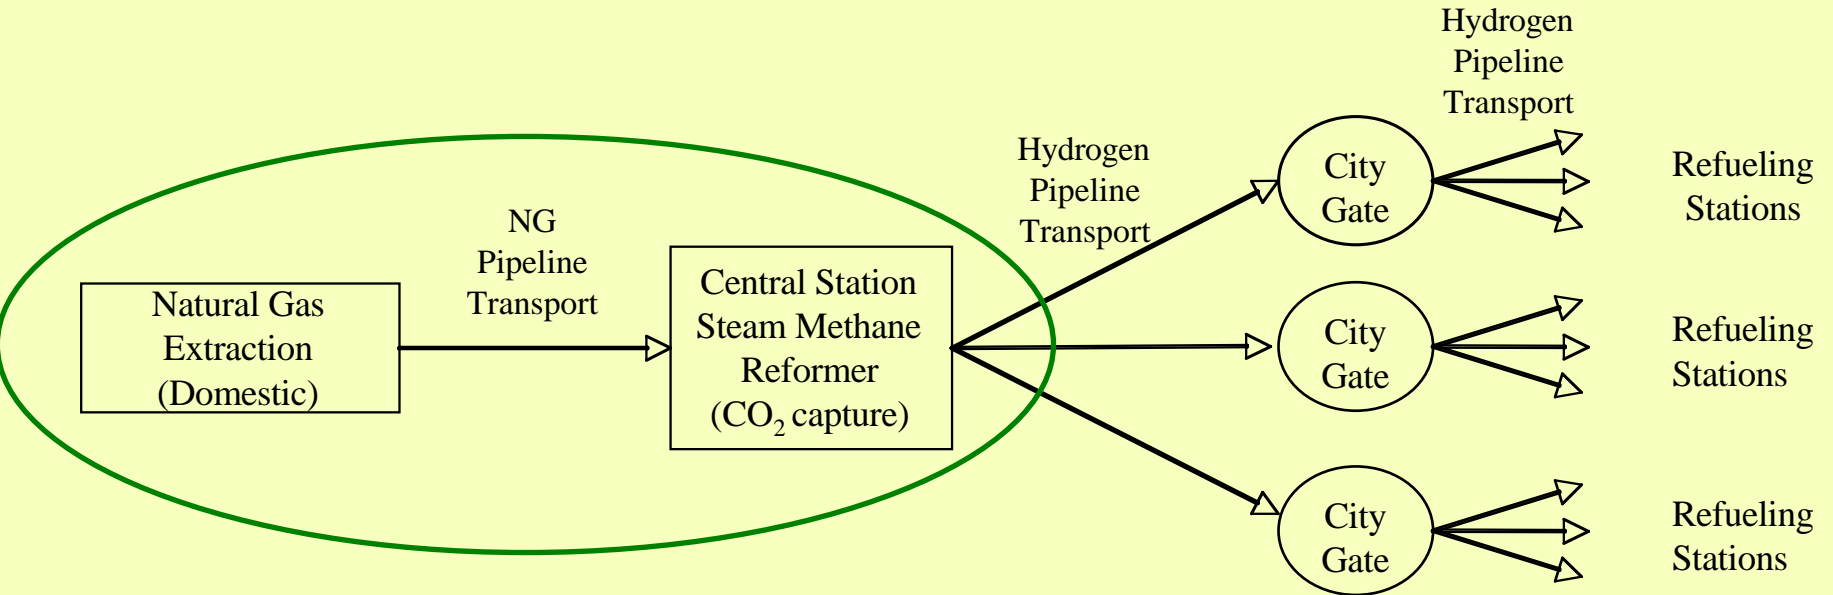 Natural Gas
Extraction
(Domestic)
NG
Pipeline
Transport
Central Station
Steam Methane
Reformer
(CO₂ capture)
Hydrogen
Pipeline
Transport
City
Gate
Hydrogen
Pipeline
Transport
Refueling
Stations
City
Gate
Refueling
Stations
City
Gate
Refueling
Stations